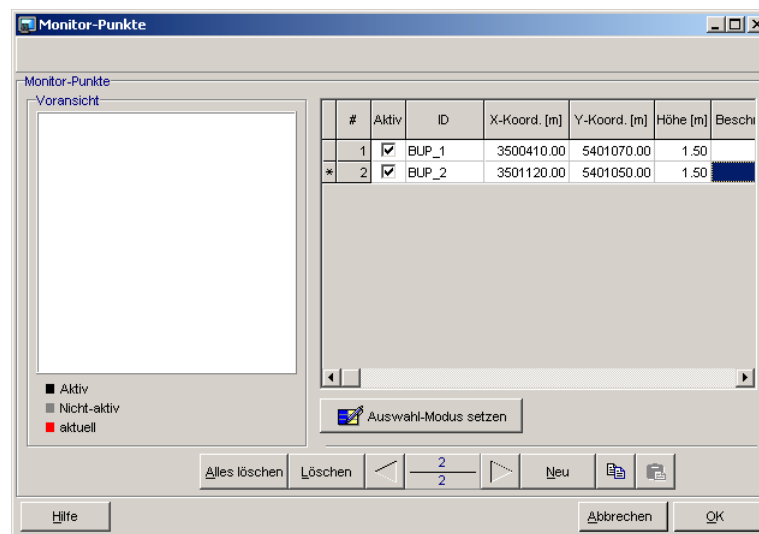 Monitor-Punkte
Monitor-Punkte
Voransicht
# Aktiv ID X-Koord. [m] Y-Koord. [m] Höhe [m] Beschr
1 BUP_1 3500410.00 5401070.00 1.50
* 2 BUP_2 3501120.00 5401050.00 1.50
Aktiv
Nicht-aktiv
aktuell
Auswahl-Modus setzen
Alles löschen Löschen 2 Neu
2
Hilfe Abbrechen OK